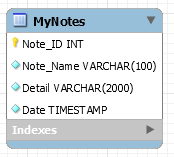 MyNotes
Note_ID INT
Note_Name VARCHAR(100)
Detail VARCHAR(2000)
Date TIMESTAMP
Indexes